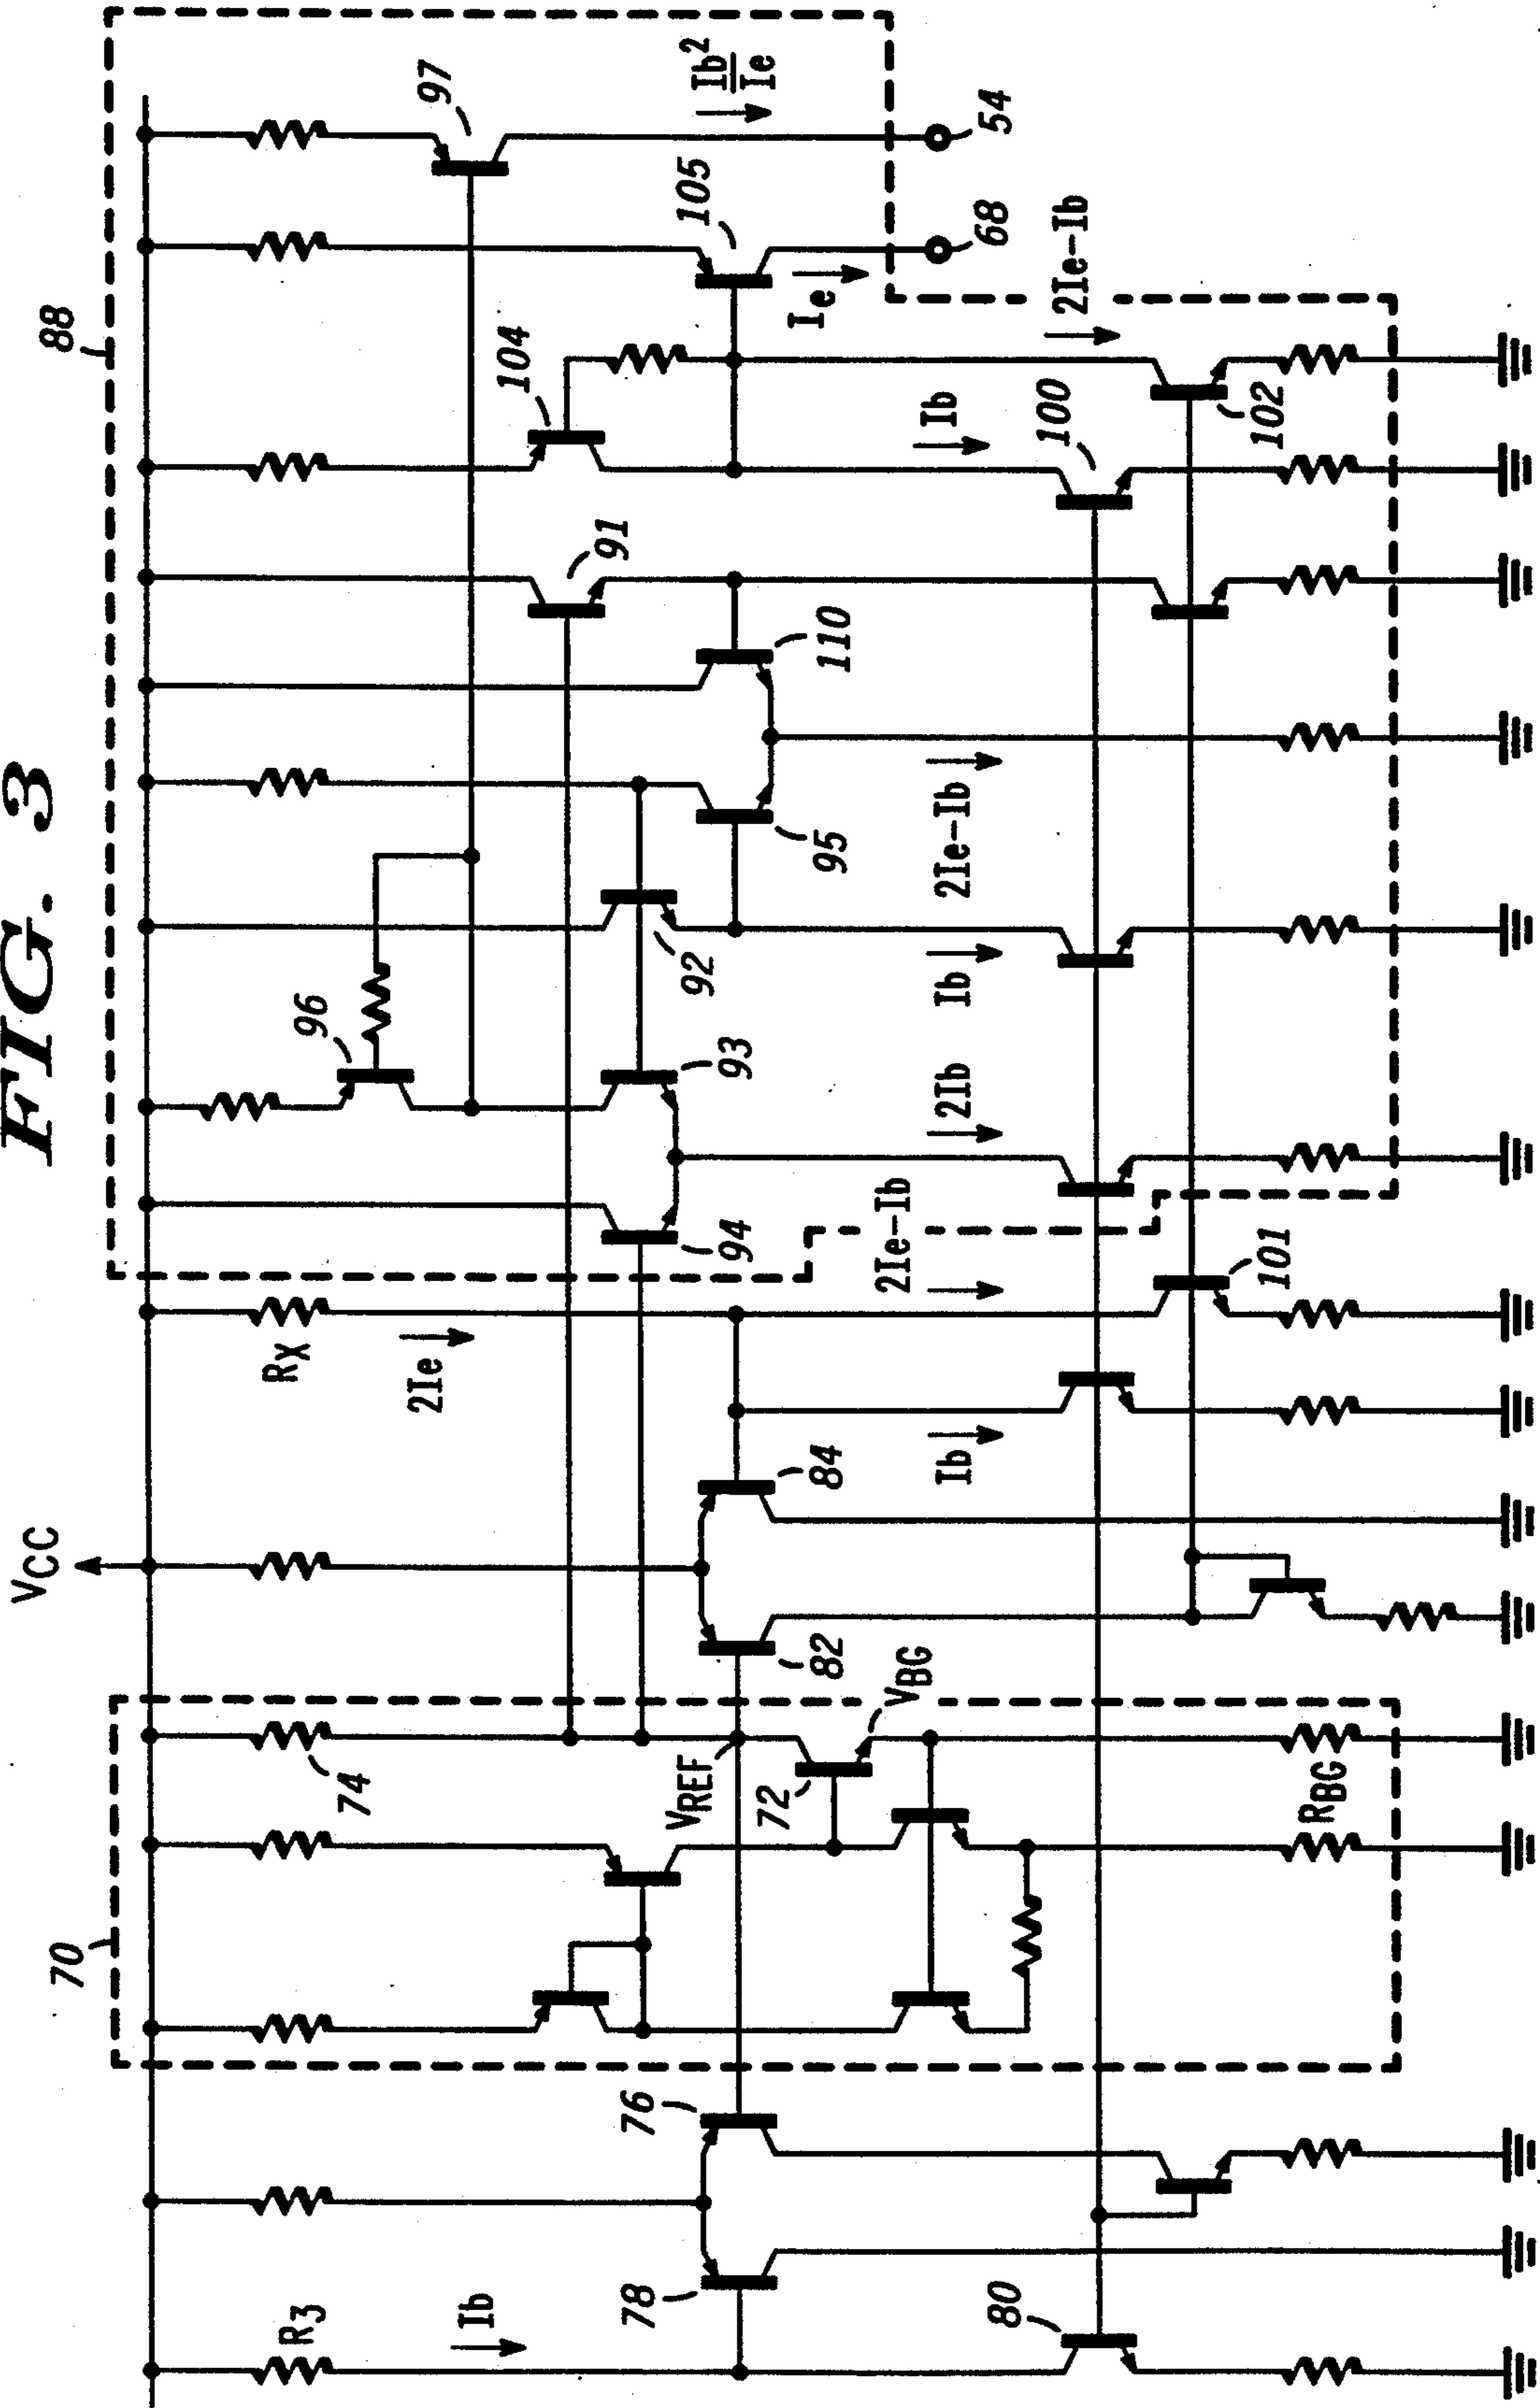 FIG. 3
88
97
Ib²/Ie
54
105
68
Ie
104
2Ie-Ib
Ib
100
102
91
110
95
2Ie-Ib
92
Ib
96
93
2Ib
94
2Ie-Ib
101
RX
2Ie
84
Ib
VCC
82
VBG
74
VREF
72
RBG
70
76
78
80
R3
Ib